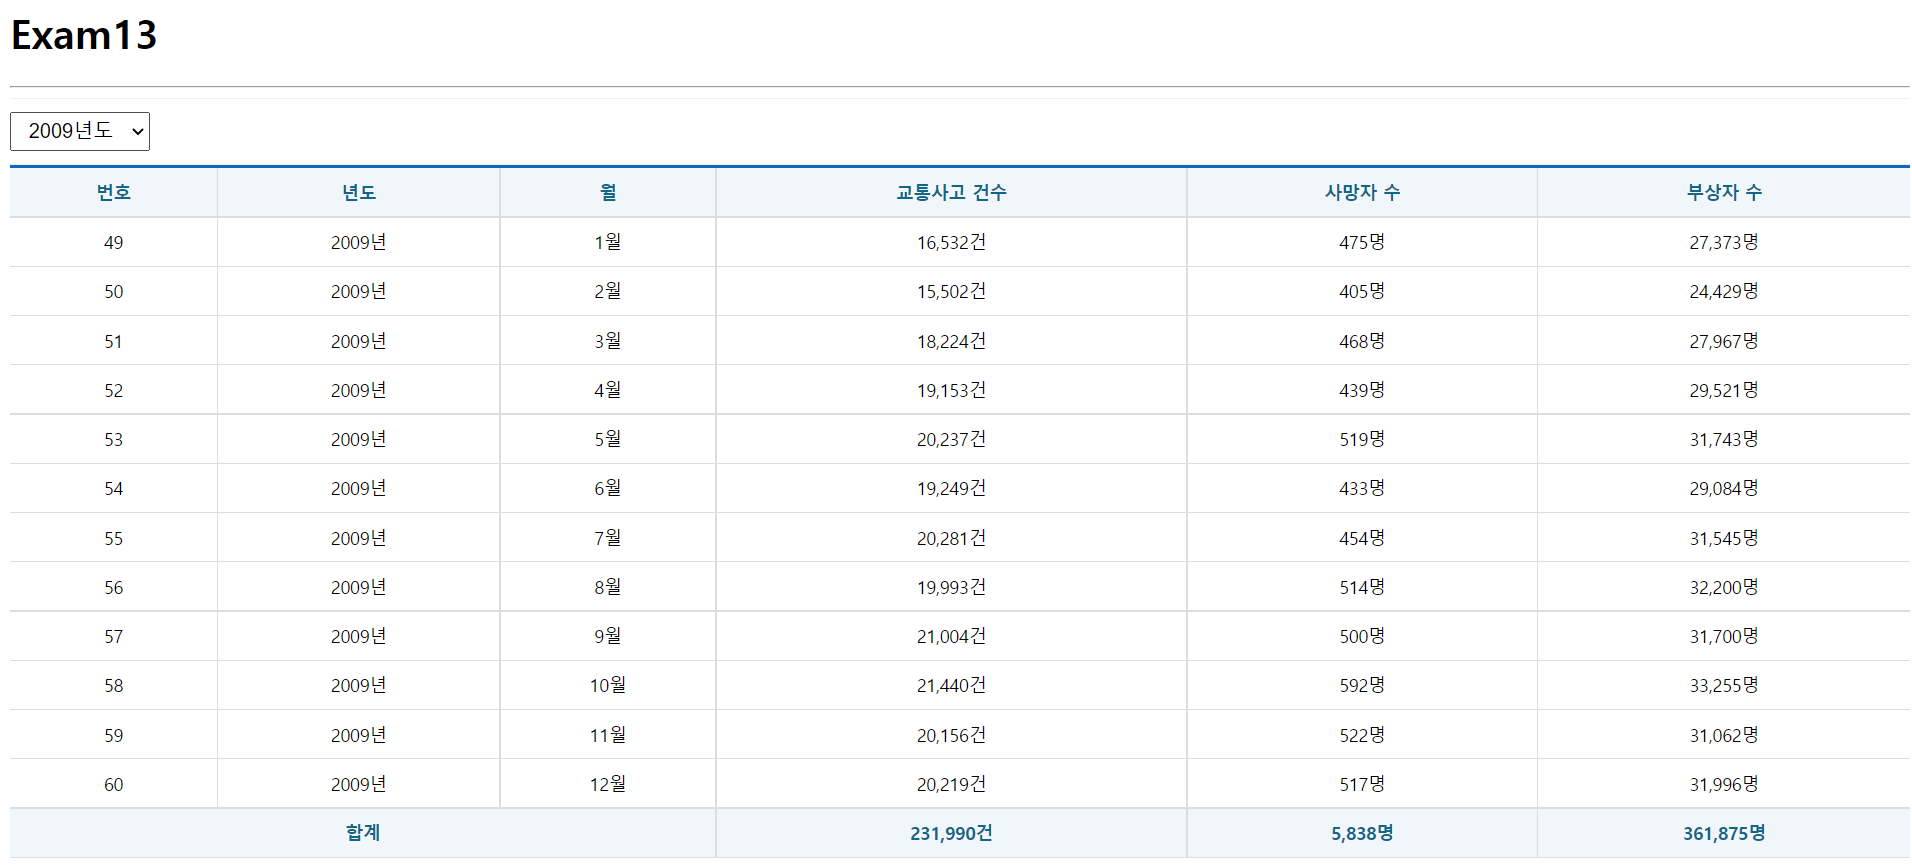 Exam13
2009년도
번호 년도 월 교통사고 건수 사망자 수 부상자 수
49 2009년 1월 16,532건 475명 27,373명
50 2009년 2월 15,502건 405명 24,429명
51 2009년 3월 18,224건 468명 27,967명
52 2009년 4월 19,153건 439명 29,521명
53 2009년 5월 20,237건 519명 31,743명
54 2009년 6월 19,249건 433명 29,084명
55 2009년 7월 20,281건 454명 31,545명
56 2009년 8월 19,993건 514명 32,200명
57 2009년 9월 21,004건 500명 31,700명
58 2009년 10월 21,440건 592명 33,255명
59 2009년 11월 20,156건 522명 31,062명
60 2009년 12월 20,219건 517명 31,996명
합계 231,990건 5,838명 361,875명